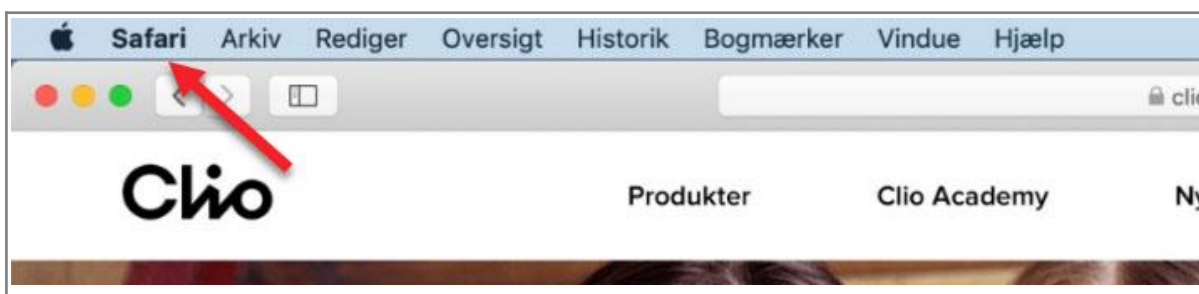 Safari Arkiv Rediger Oversigt Historik Bogmærker Vindue Hjælp
Clio Produkter Clio Academy